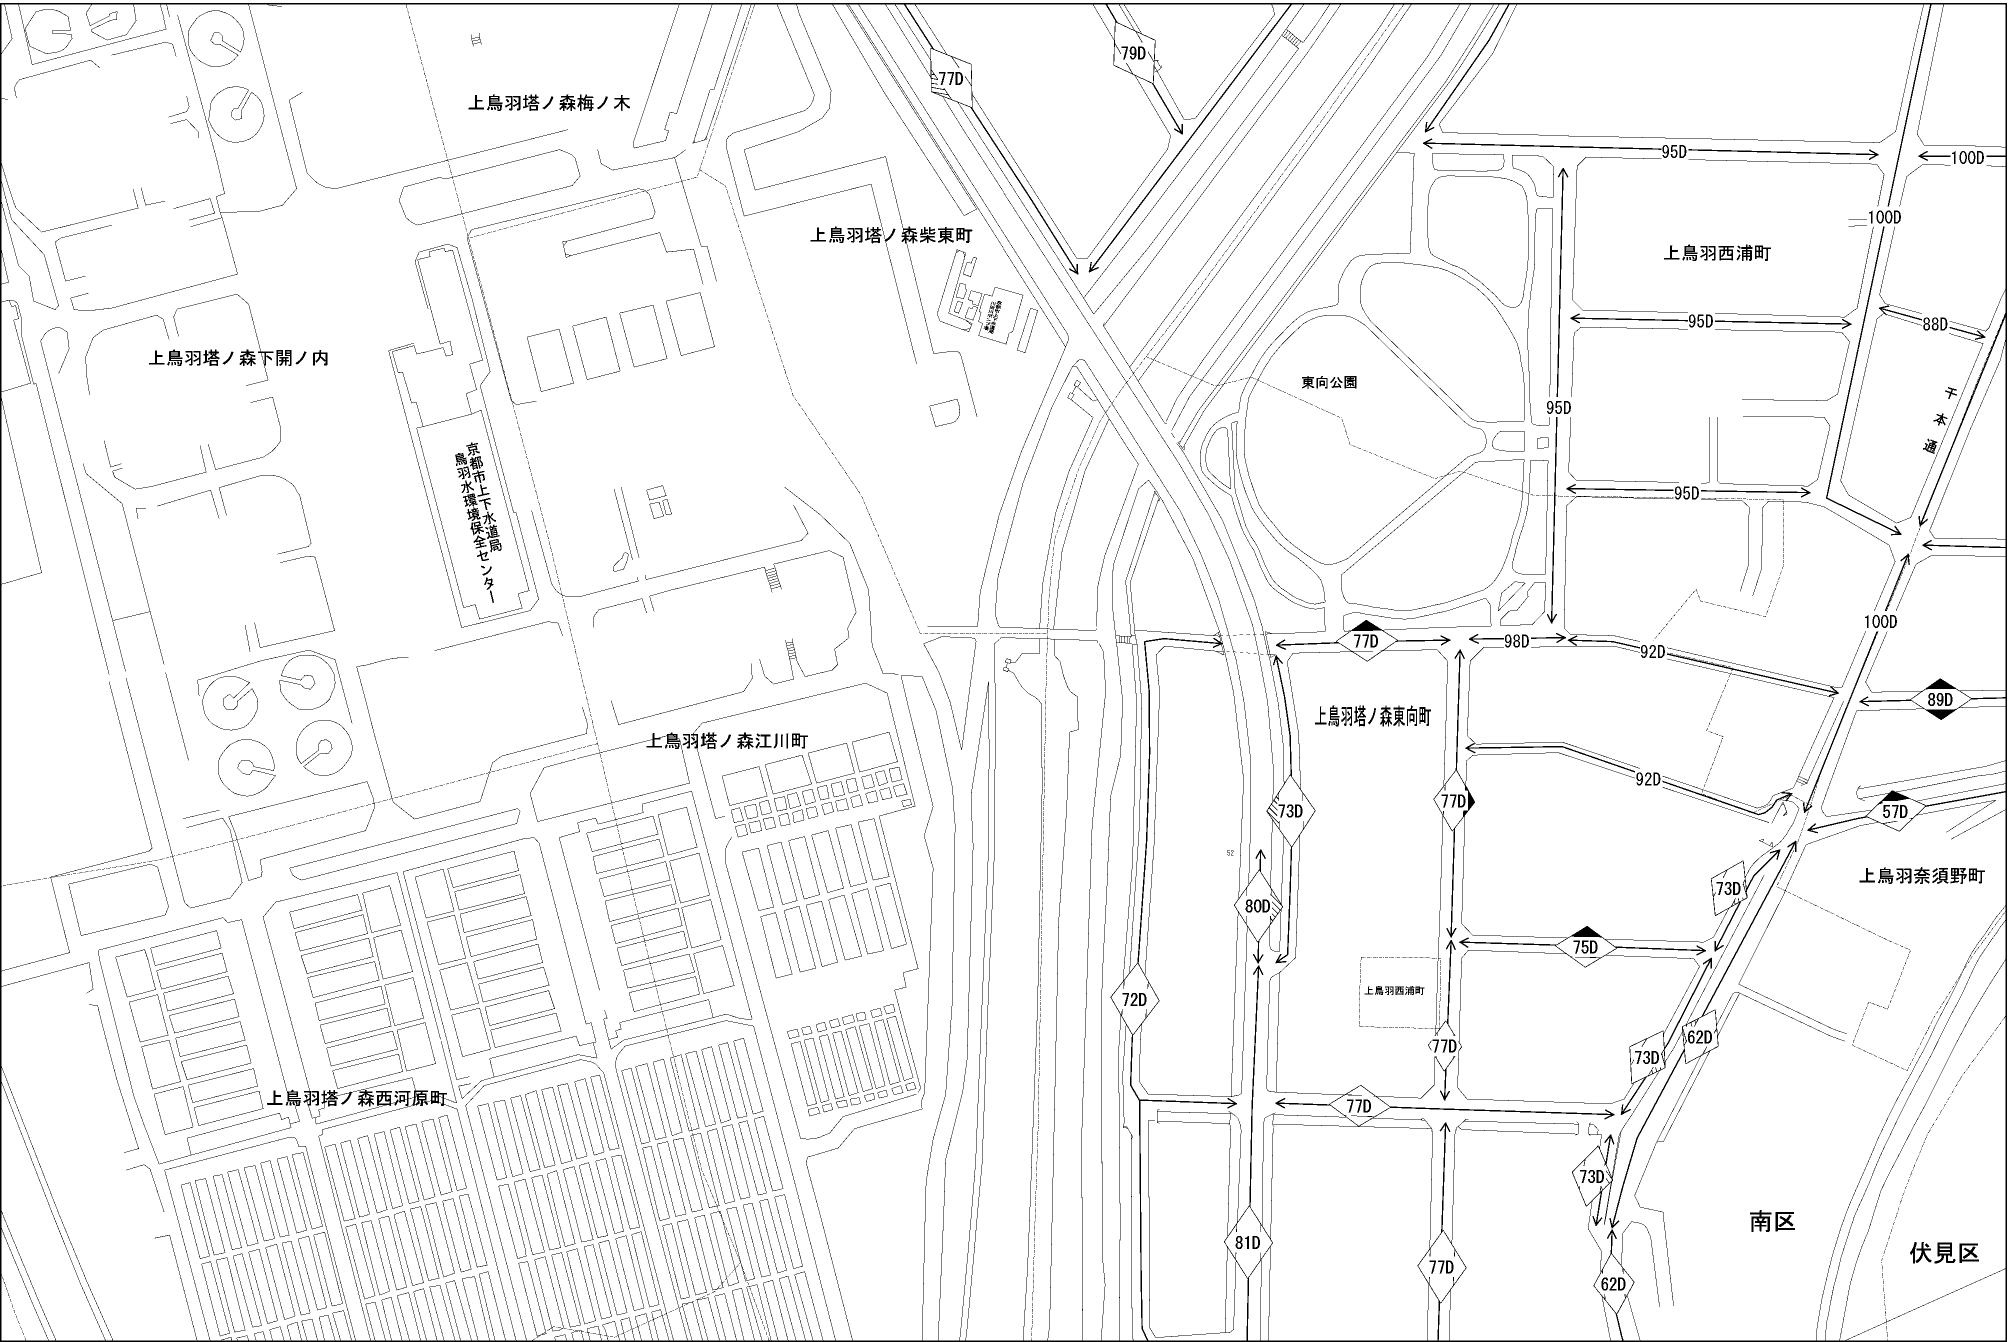 79D
77D
上鳥羽塔ノ森梅ノ木
95D
100D
100D
上鳥羽塔ノ森柴東町
上鳥羽西浦町
95D
88D
上鳥羽塔ノ森下開ノ内
東向公園
95D
千本通
京都市上下水道局
鳥羽水環境保全センター
95D
100D
77D
98D
92D
89D
上鳥羽塔ノ森東向町
上鳥羽塔ノ森江川町
92D
77D
73D
57D
52
上鳥羽奈須野町
73D
80D
75D
上鳥羽西浦町
72D
62D
77D
73D
上鳥羽塔ノ森西河原町
77D
73D
南区
81D
伏見区
77D
62D